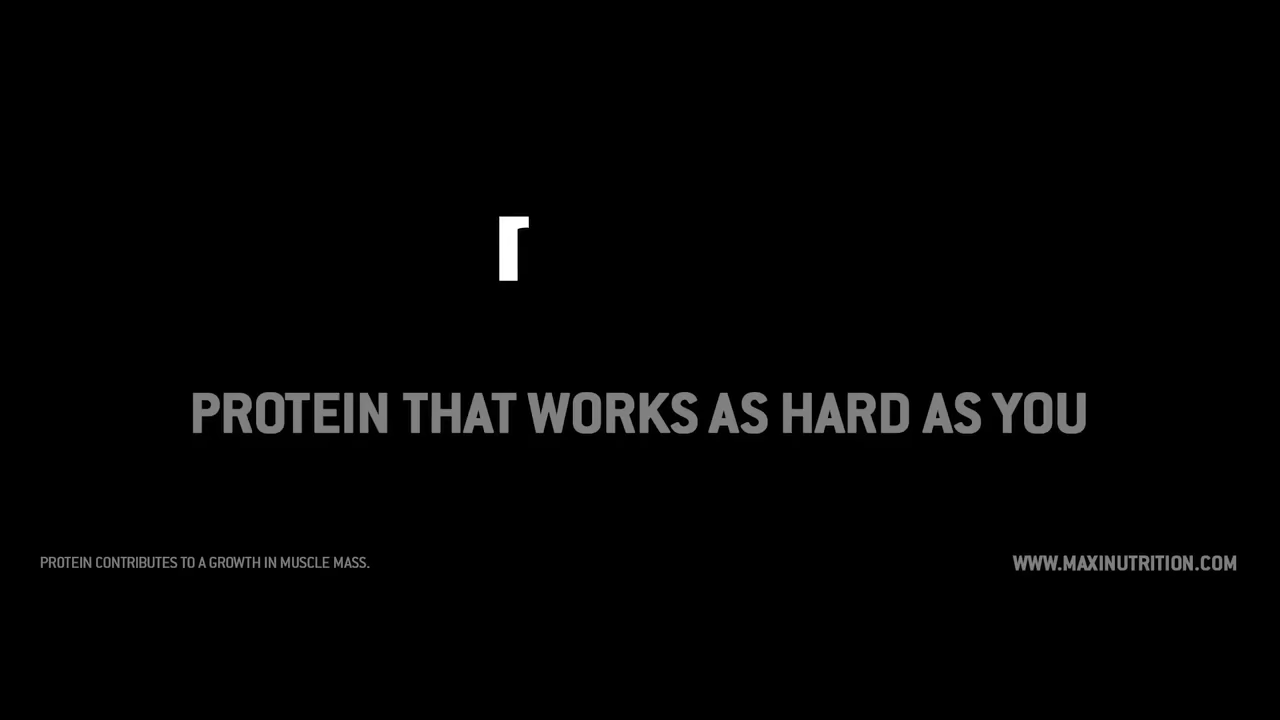 PROTEIN THAT WORKS AS HARD AS YOU
PROTEIN CONTRIBUTES TO A GROWTH IN MUSCLE MASS.
WWW.MAXINUTRITION.COM